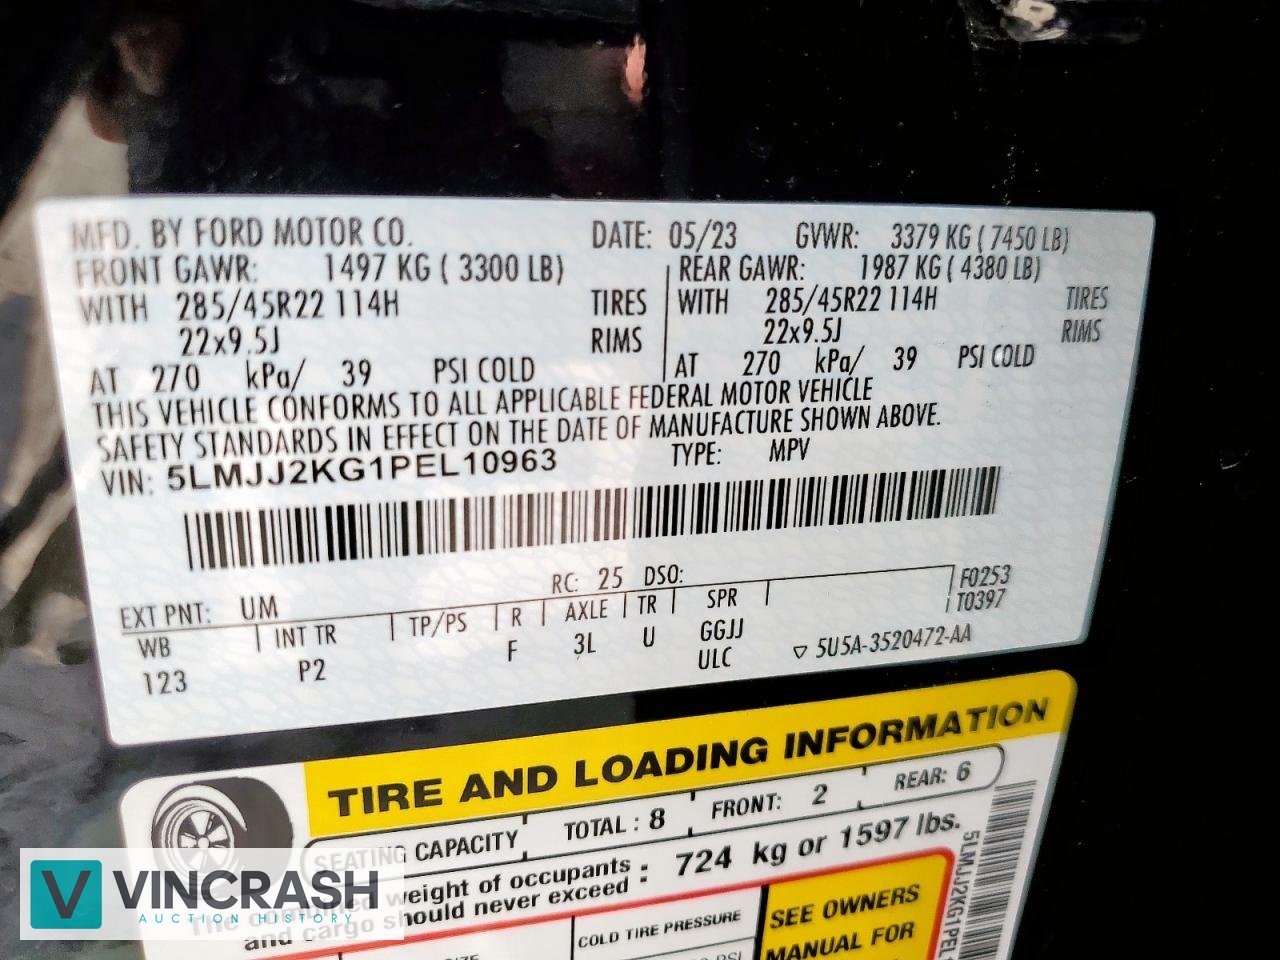 MFD. BY FORD MOTOR CO. DATE: 05/23 GVWR: 3379 KG ( 7450 LB)
FRONT GAWR: 1497 KG ( 3300 LB) REAR GAWR: 1987 KG ( 4380 LB)
WITH 285/45R22 114H TIRES WITH 285/45R22 114H TIRES
22x9.5J RIMS 22x9.5J RIMS
AT 270 kPa/ 39 PSI COLD AT 270 kPa/ 39 PSI COLD
THIS VEHICLE CONFORMS TO ALL APPLICABLE FEDERAL MOTOR VEHICLE
SAFETY STANDARDS IN EFFECT ON THE DATE OF MANUFACTURE SHOWN ABOVE.
VIN: 5LMJJ2KG1PEL10963 TYPE: MPV
EXT PNT: UM RC: 25 DSO: F0253
WB INT TR TP/PS R AXLE TR SPR T0397
123 P2 F 3L U GGJJ
ULC ▽ 5U5A-3520472-AA
TIRE AND LOADING INFORMATION
SEATING CAPACITY TOTAL : 8 FRONT: 2 REAR: 6
The combined weight of occupants and cargo should never exceed : 724 kg or 1597 lbs.
COLD TIRE PRESSURE
SEE OWNERS
MANUAL FOR
5LMJJ2KG1PEL
VINCRASH
AUCTION HISTORY